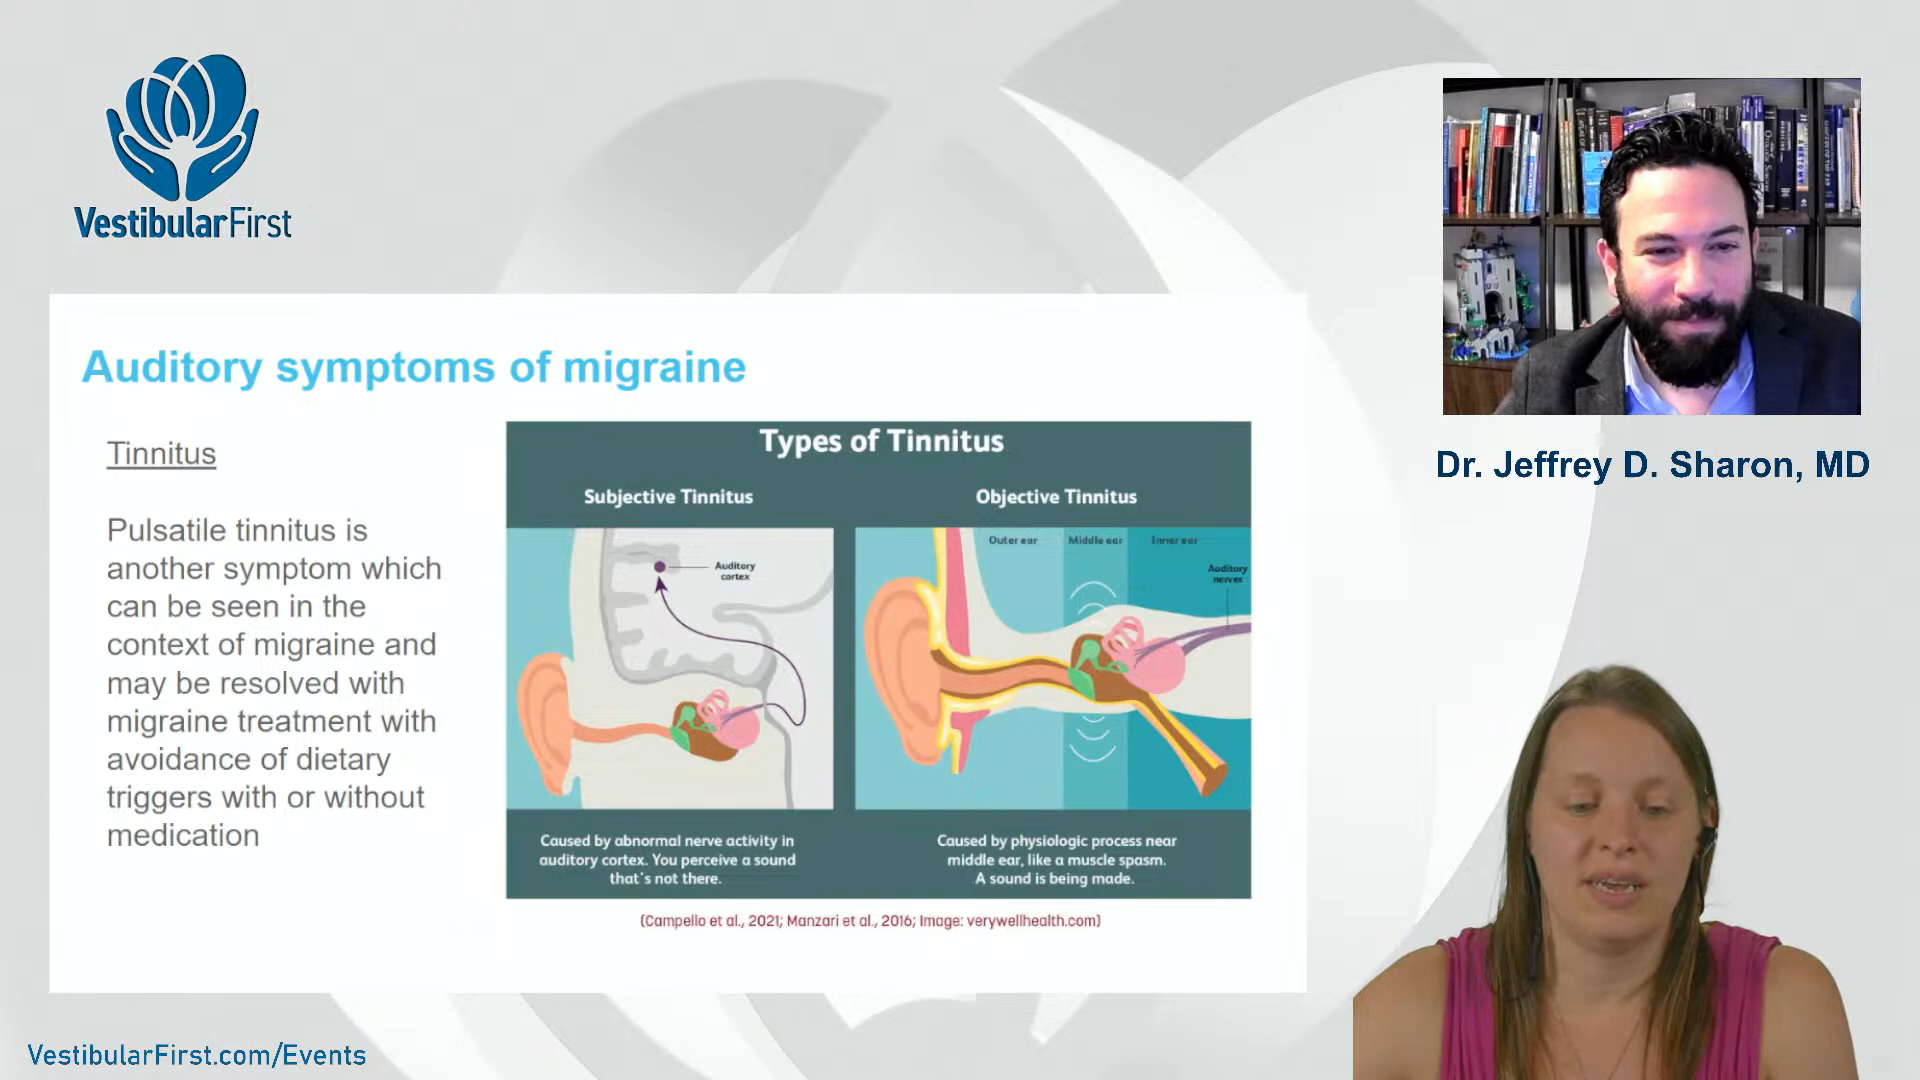 VestibularFirst
Auditory symptoms of migraine
Tinnitus
Pulsatile tinnitus is
another symptom which
can be seen in the
context of migraine and
may be resolved with
migraine treatment with
avoidance of dietary
triggers with or without
medication
Types of Tinnitus
Subjective Tinnitus
Auditory
cortex
Caused by abnormal nerve activity in
auditory cortex. You perceive a sound
that's not there.
Objective Tinnitus
Outer ear
Middle ear
Inner ear
Auditory
nerves
Caused by physiologic process near
middle ear, like a muscle spasm.
A sound is being made.
(Campello et al., 2021; Manzari et al., 2016; Image: verywellhealth.com)
Dr. Jeffrey D. Sharon, MD
VestibularFirst.com/Events